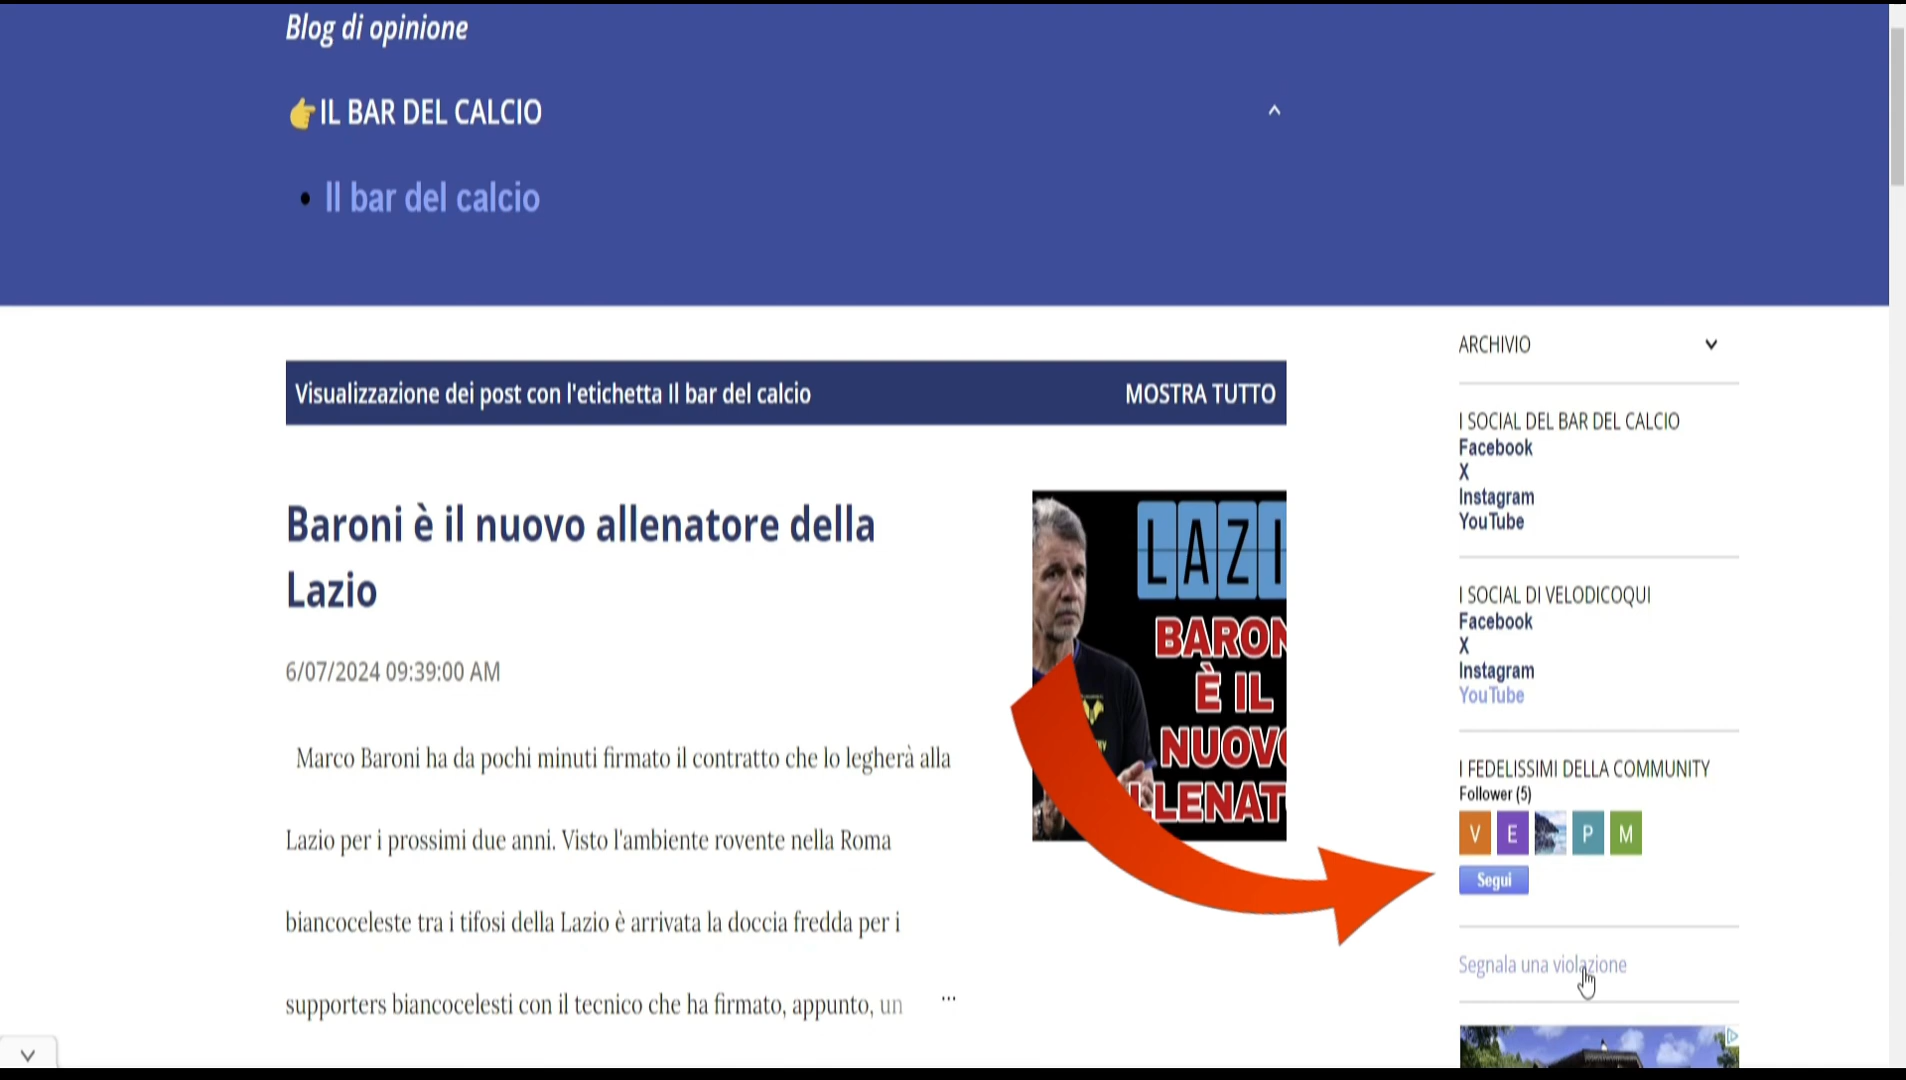 Blog di opinione
👉IL BAR DEL CALCIO
Il bar del calcio
Visualizzazione dei post con l'etichetta Il bar del calcio
MOSTRA TUTTO
Baroni è il nuovo allenatore della
Lazio
6/07/2024 09:39:00 AM
Marco Baroni ha da pochi minuti firmato il contratto che lo legherà alla
Lazio per i prossimi due anni. Visto l'ambiente rovente nella Roma
biancoceleste tra i tifosi della Lazio è arrivata la doccia fredda per i
supporters biancocelesti con il tecnico che ha firmato, appunto, un ...
LAZI
BARON
È IL
NUOVO
LLENAT
ARCHIVIO
I SOCIAL DEL BAR DEL CALCIO
Facebook
X
Instagram
YouTube
I SOCIAL DI VELODICOQUI
Facebook
X
Instagram
YouTube
I FEDELISSIMI DELLA COMMUNITY
Follower (5)
V E P M
Segui
Segnala una violazione